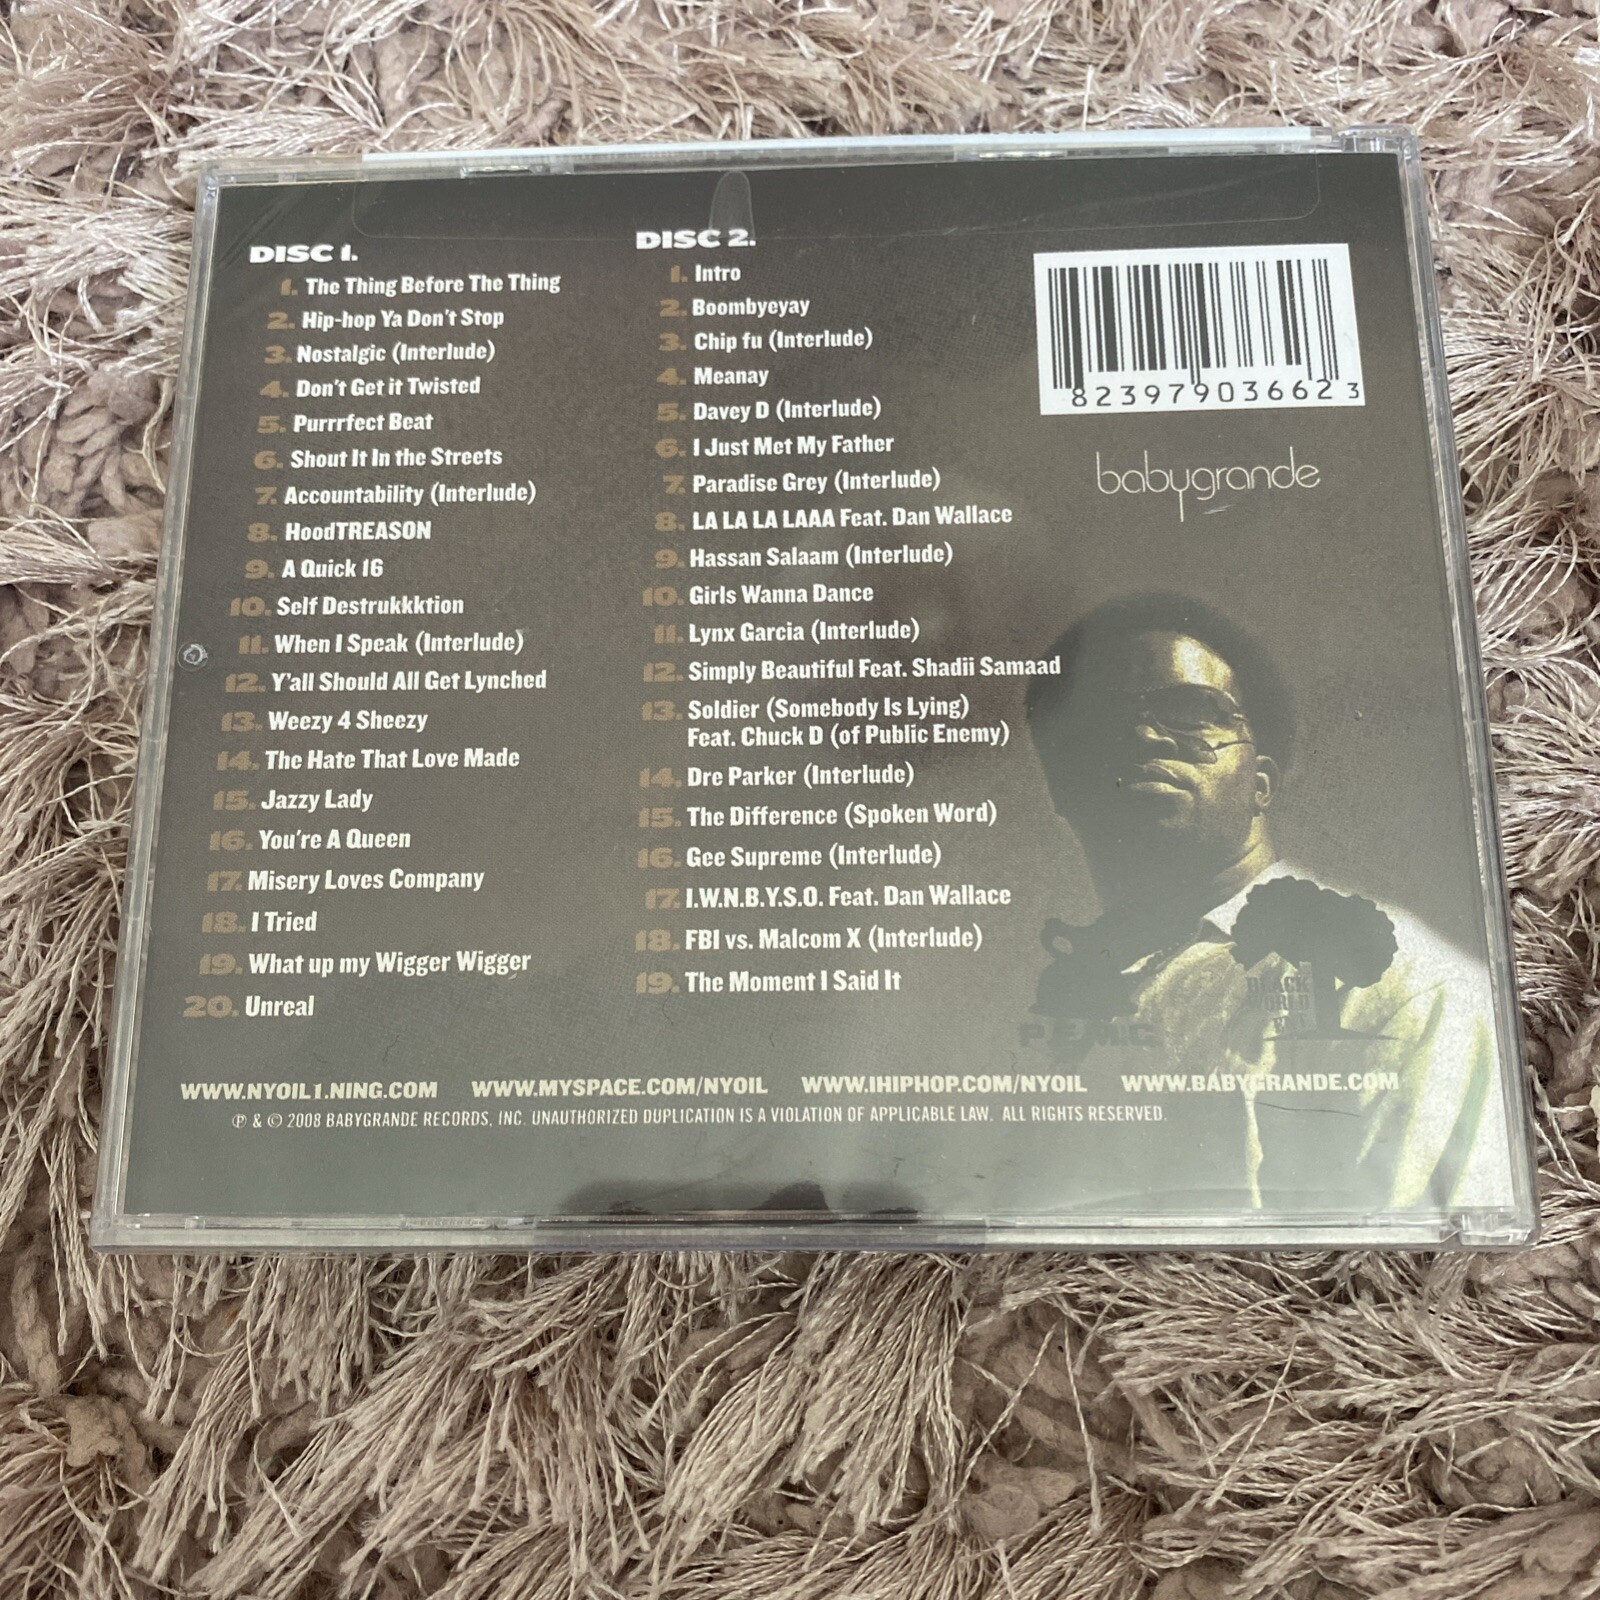 DISC 1.
1. The Thing Before The Thing
2. Hip-hop Ya Don't Stop
3. Nostalgic (Interlude)
4. Don't Get it Twisted
5. Purrrfect Beat
6. Shout It In the Streets
7. Accountability (Interlude)
8. HoodTREASON
9. A Quick 16
10. Self Destrukkktion
11. When I Speak (Interlude)
12. Y'all Should All Get Lynched
13. Weezy 4 Sheezy
14. The Hate That Love Made
15. Jazzy Lady
16. You're A Queen
17. Misery Loves Company
18. I Tried
19. What up my Wigger Wigger
20. Unreal
DISC 2.
1. Intro
2. Boombyeyay
3. Chip fu (Interlude)
4. Meanay
5. Davey D (Interlude)
6. I Just Met My Father
7. Paradise Grey (Interlude)
8. LA LA LA LAAA Feat. Dan Wallace
9. Hassan Salaam (Interlude)
10. Girls Wanna Dance
11. Lynx Garcia (Interlude)
12. Simply Beautiful Feat. Shadii Samaad
13. Soldier (Somebody Is Lying)
Feat. Chuck D (of Public Enemy)
14. Dre Parker (Interlude)
15. The Difference (Spoken Word)
16. Gee Supreme (Interlude)
17. I.W.N.B.Y.S.O. Feat. Dan Wallace
18. FBI vs. Malcom X (Interlude)
19. The Moment I Said It
823979036623
babygrande
BLACK
WORLD
WWW.NYOIL1.NING.COM WWW.MYSPACE.COM/NYOIL WWW.IHIPHOP.COM/NYOIL WWW.BABYGRANDE.COM
℗ & © 2008 BABYGRANDE RECORDS, INC. UNAUTHORIZED DUPLICATION IS A VIOLATION OF APPLICABLE LAW. ALL RIGHTS RESERVED.